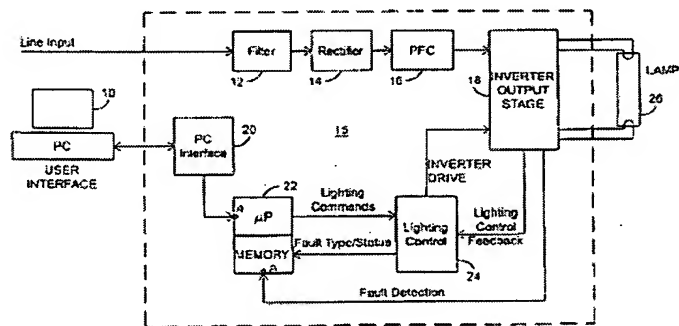 Line Input
Filter
12
Rectifier
14
PFC
16
18
INVERTER
OUTPUT
STAGE
LAMP
26
10
PC
USER
INTERFACE
PC
Interface
20
15
INVERTER
DRIVE
22
A
μP
MEMORY
A
Lighting
Commands
Fault Type/Status
Lighting
Control
24
Lighting
Control
Feedback
Fault Detection